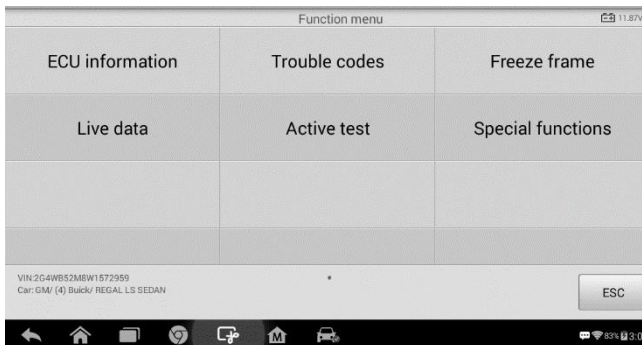 Function menu
11.87V
ECU information
Trouble codes
Freeze frame
Live data
Active test
Special functions
VIN:2G4WB52M8W1572959
Car: GM/ (4) Buick/ REGAL LS SEDAN
ESC
M
83%